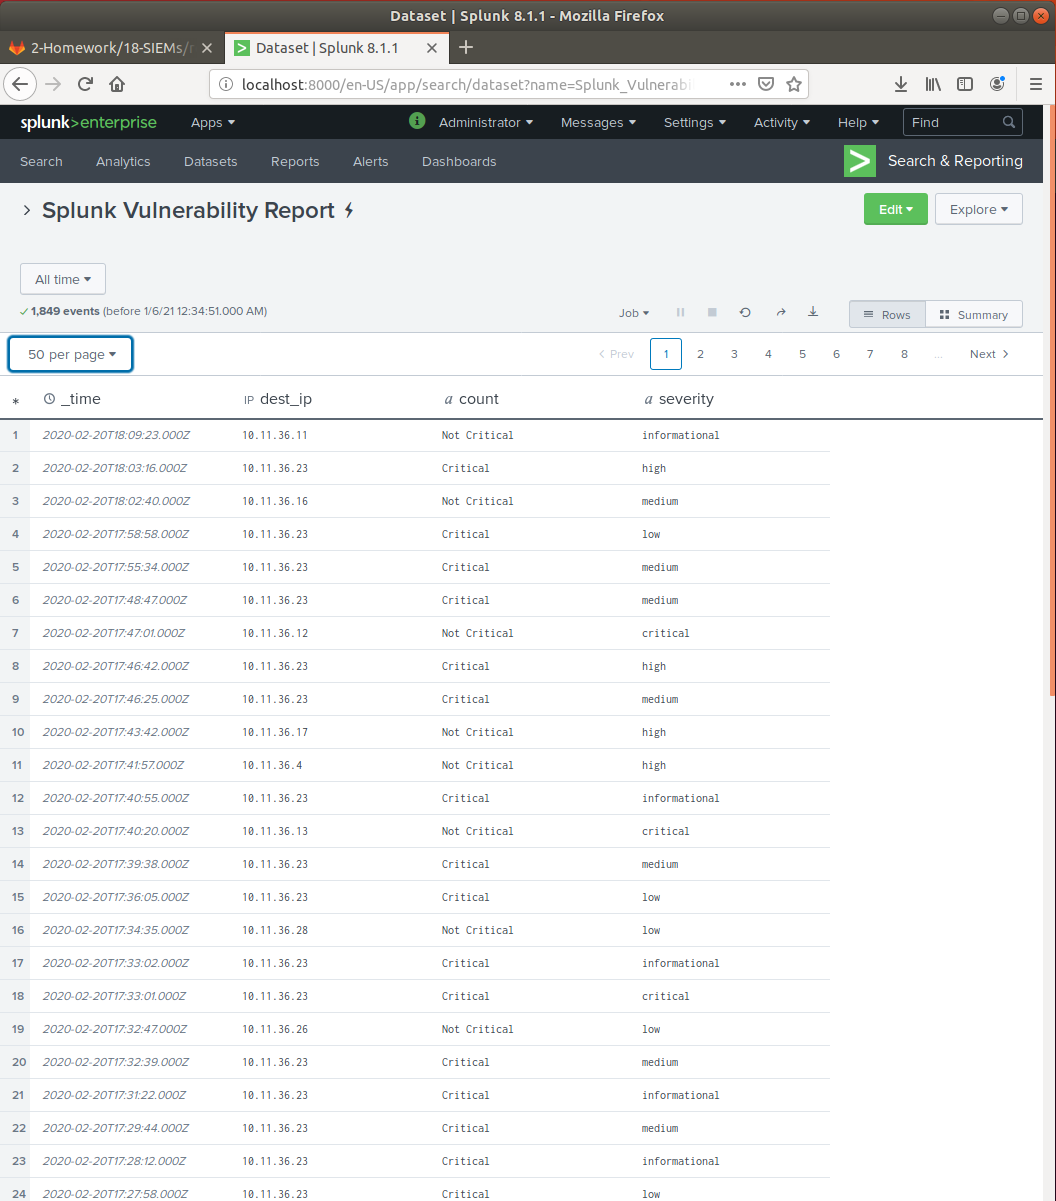 Dataset | Splunk 8.1.1 - Mozilla Firefox
2-Homework/18-SIEMs/
Dataset | Splunk 8.1.1
localhost:8000/en-US/app/search/dataset?name=Splunk_Vulnerabi
splunk>enterprise Apps Administrator Messages Settings Activity Help Find
Search Analytics Datasets Reports Alerts Dashboards Search & Reporting
Splunk Vulnerability Report
Edit Explore
All time
1,849 events (before 1/6/21 12:34:51.000 AM)
Job Rows Summary
50 per page
< Prev 1 2 3 4 5 6 7 8 ... Next >
* _time IP dest_ip a count a severity
1 2020-02-20T18:09:23.000Z 10.11.36.11 Not Critical informational
2 2020-02-20T18:03:16.000Z 10.11.36.23 Critical high
3 2020-02-20T18:02:40.000Z 10.11.36.16 Not Critical medium
4 2020-02-20T17:58:58.000Z 10.11.36.23 Critical low
5 2020-02-20T17:55:34.000Z 10.11.36.23 Critical medium
6 2020-02-20T17:48:47.000Z 10.11.36.23 Critical medium
7 2020-02-20T17:47:01.000Z 10.11.36.12 Not Critical critical
8 2020-02-20T17:46:42.000Z 10.11.36.23 Critical high
9 2020-02-20T17:46:25.000Z 10.11.36.23 Critical medium
10 2020-02-20T17:43:42.000Z 10.11.36.17 Not Critical high
11 2020-02-20T17:41:57.000Z 10.11.36.4 Not Critical high
12 2020-02-20T17:40:55.000Z 10.11.36.23 Critical informational
13 2020-02-20T17:40:20.000Z 10.11.36.13 Not Critical critical
14 2020-02-20T17:39:38.000Z 10.11.36.23 Critical medium
15 2020-02-20T17:36:05.000Z 10.11.36.23 Critical low
16 2020-02-20T17:34:35.000Z 10.11.36.28 Not Critical low
17 2020-02-20T17:33:02.000Z 10.11.36.23 Critical informational
18 2020-02-20T17:33:01.000Z 10.11.36.23 Critical critical
19 2020-02-20T17:32:47.000Z 10.11.36.26 Not Critical low
20 2020-02-20T17:32:39.000Z 10.11.36.23 Critical medium
21 2020-02-20T17:31:22.000Z 10.11.36.23 Critical informational
22 2020-02-20T17:29:44.000Z 10.11.36.23 Critical medium
23 2020-02-20T17:28:12.000Z 10.11.36.23 Critical informational
24 2020-02-20T17:27:58.000Z 10.11.36.23 Critical low